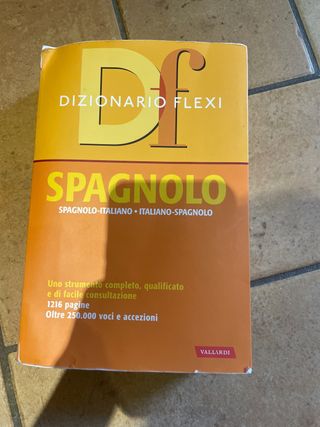 Df
DIZIONARIO FLEXI
SPAGNOLO
SPAGNOLO-ITALIANO • ITALIANO-SPAGNOLO
Uno strumento completo, qualificato
e di facile consultazione
1216 pagine
Oltre 250.000 voci e accezioni
VALLARDI